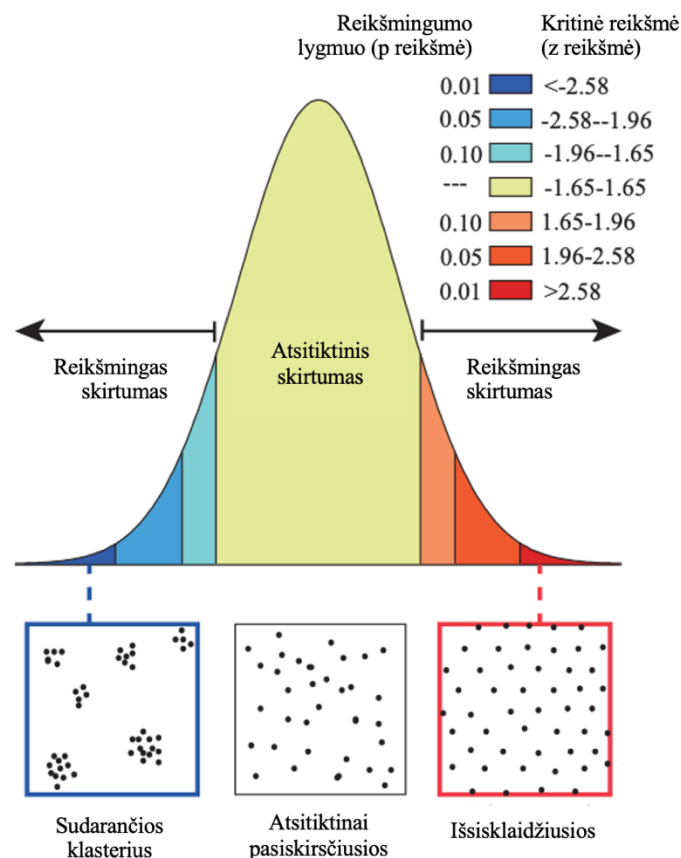 Reikšmingumo
lygmuo (p reikšmė)
Kritinė reikšmė
(z reikšmė)
0.01 <-2.58
0.05 -2.58--1.96
0.10 -1.96--1.65
--- -1.65-1.65
0.10 1.65-1.96
0.05 1.96-2.58
0.01 >2.58
Reikšmingas
skirtumas
Atsitiktinis
skirtumas
Reikšmingas
skirtumas
Sudarančios
klasterius
Atsitiktinai
pasiskirsčiusios
Išsisklaidžiusios